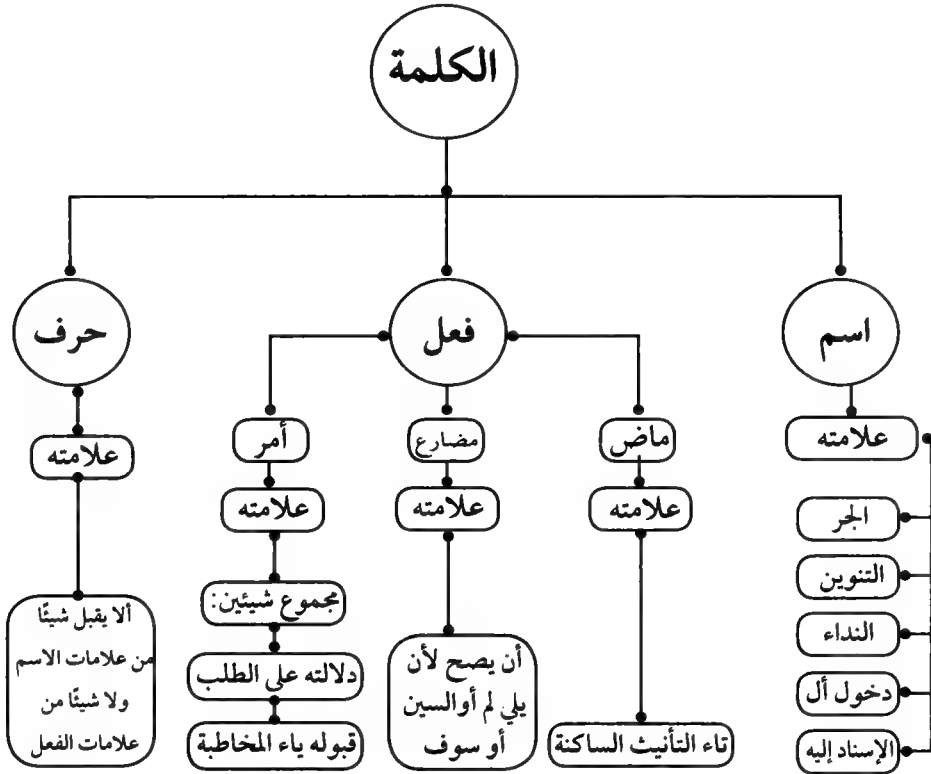 الكلمة
اسم
علامته
الجر
التنوين
النداء
دخول أل
الإسناد إليه
فعل
ماض
علامته
تاء التأنيث الساكنة
مضارع
علامته
أن يصح لأن
يلي لم أو السين
أو سوف
أمر
علامته
مجموع شيئين:
دلالته على الطلب
قبوله ياء المخاطبة
حرف
علامته
ألا يقبل شيئًا
من علامات الاسم
ولا شيئًا من
علامات الفعل